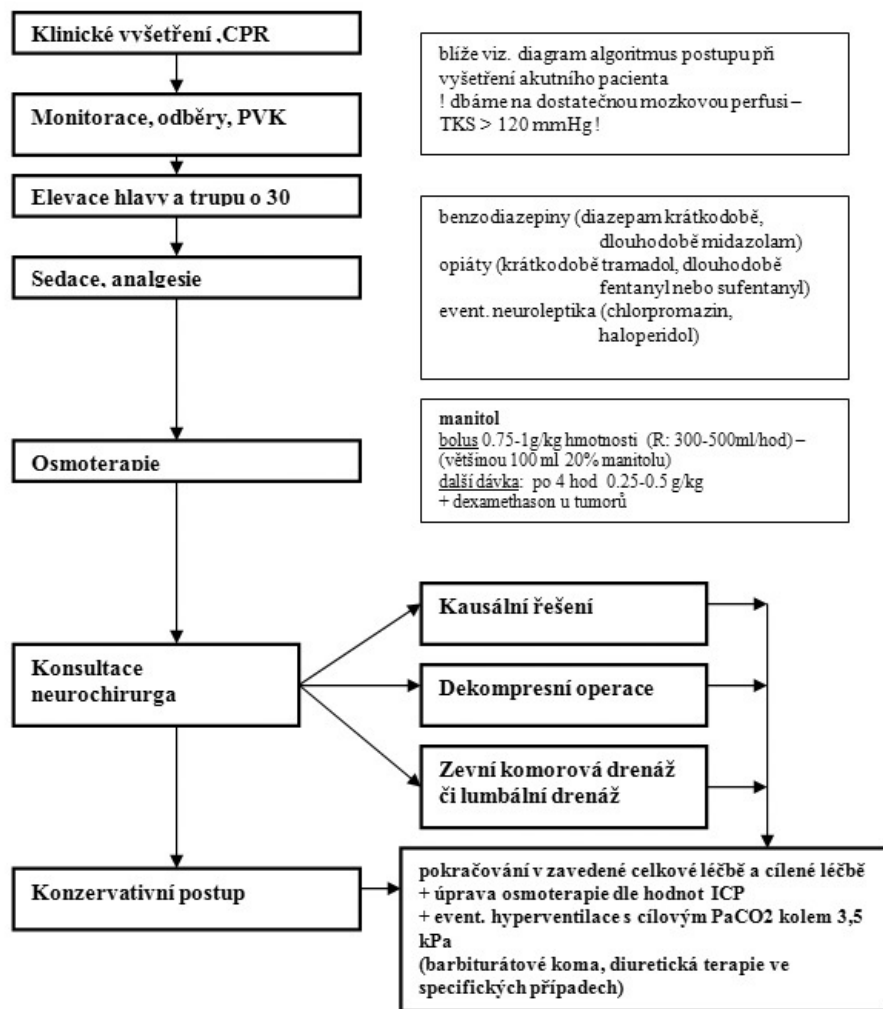 Klinické vyšetření ,CPR
blíže viz. diagram algoritmus postupu při
vyšetření akutního pacienta
! dbáme na dostatečnou mozkovou perfusi –
TKS > 120 mmHg !
Monitorace, odběry, PVK
Elevace hlavy a trupu o 30
benzodiazepiny (diazepam krátkodobě,
dlouhodobě midazolam)
opiáty (krátkodobě tramadol, dlouhodobě
fentanyl nebo sufentanyl)
event. neuroleptika (chlorpromazin,
haloperidol)
Sedace, analgesie
manitol
bolus 0.75-1g/kg hmotnosti (R: 300-500ml/hod) –
(většinou 100 ml 20% manitolu)
další dávka: po 4 hod 0.25-0.5 g/kg
+ dexamethason u tumorů
Osmoterapie
Konsultace
neurochirurga
Kausální řešení
Dekompresní operace
Zevní komorová drenáž
či lumbální drenáž
Konzervativní postup
pokračování v zavedené celkové léčbě a cílené léčbě
+ úprava osmoterapie dle hodnot ICP
+ event. hyperventilace s cílovým PaCO2 kolem 3,5
kPa
(barbiturátové koma, diuretická terapie ve
specifických případech)